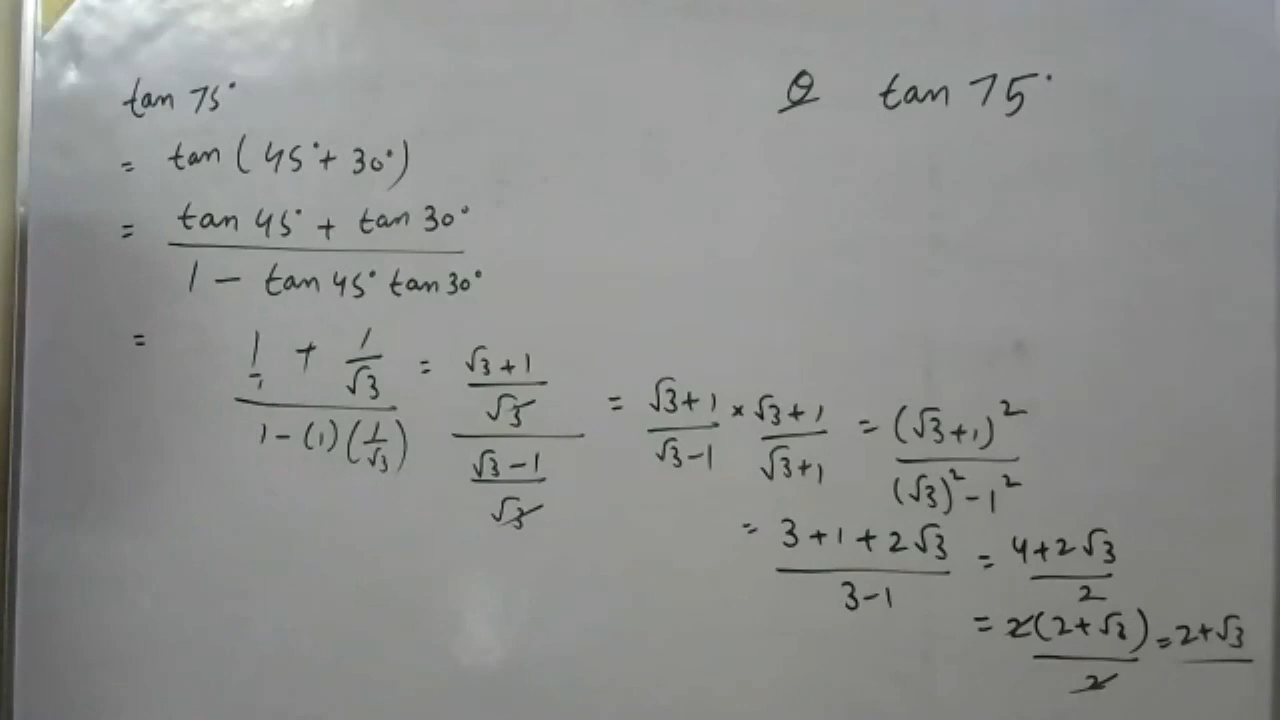 Q tan 75°
tan 75°
= tan(45° + 30°)
= (tan 45° + tan 30°) / (1 - tan 45° tan 30°)
= (1 + 1/√3) / (1 - (1)(1/√3)) = ((√3+1)/√3) / ((√3-1)/√3) = (√3+1)/(√3-1) × (√3+1)/(√3+1) = (√3+1)² / ((√3)² - 1²)
= (3+1+2√3) / (3-1) = (4+2√3) / 2
= 2(2+√3) / 2 = 2+√3